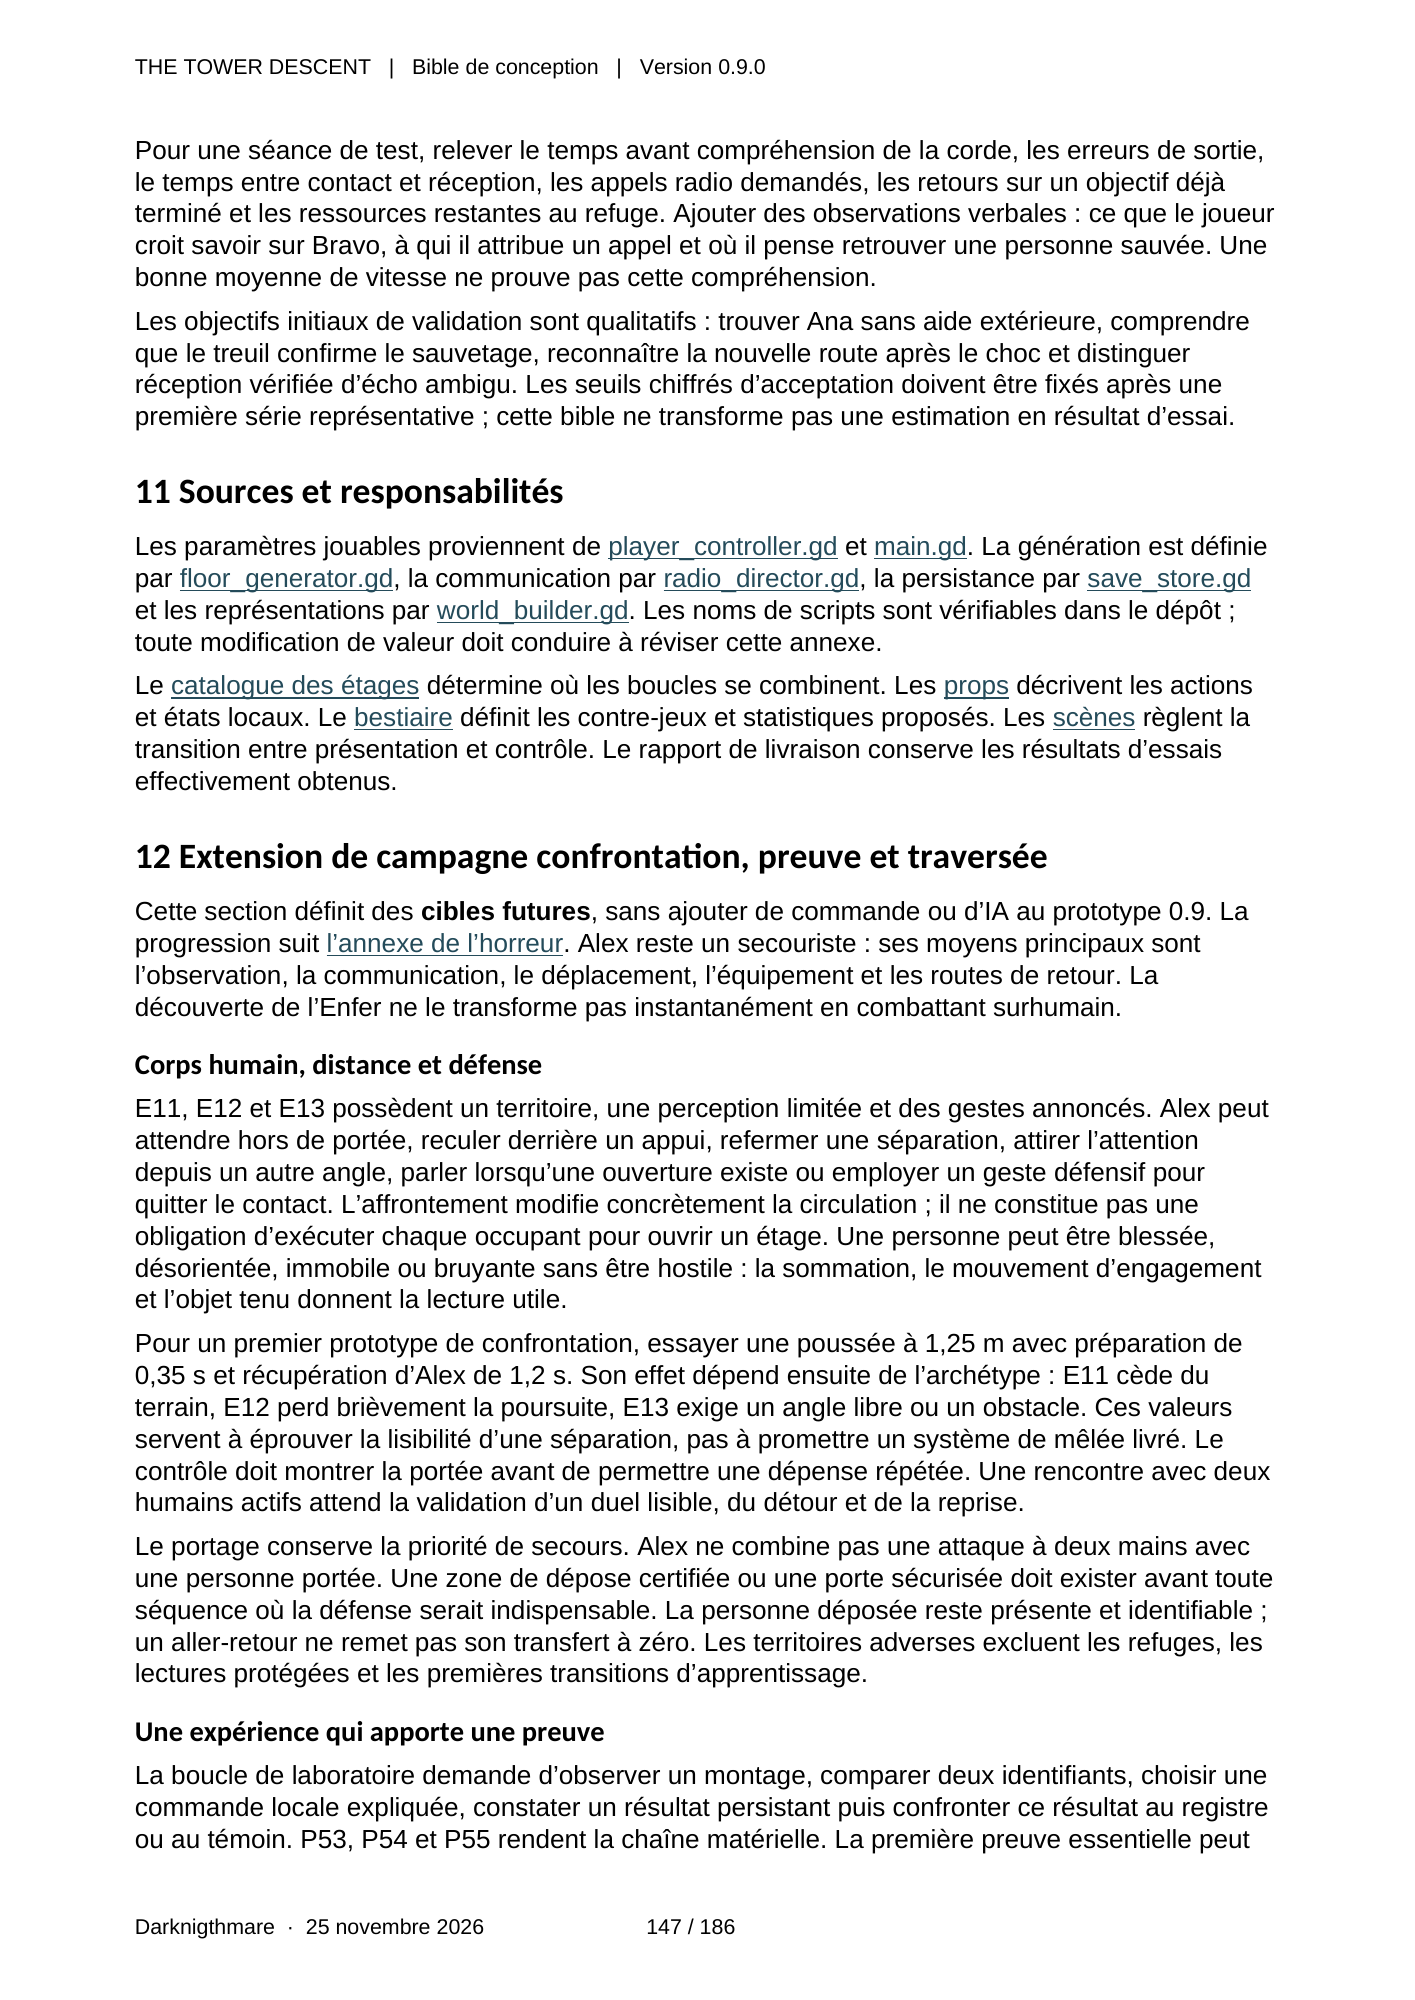 THE TOWER DESCENT | Bible de conception | Version 0.9.0
Pour une séance de test, relever le temps avant compréhension de la corde, les erreurs de sortie,
le temps entre contact et réception, les appels radio demandés, les retours sur un objectif déjà
terminé et les ressources restantes au refuge. Ajouter des observations verbales : ce que le joueur
croit savoir sur Bravo, à qui il attribue un appel et où il pense retrouver une personne sauvée. Une
bonne moyenne de vitesse ne prouve pas cette compréhension.
Les objectifs initiaux de validation sont qualitatifs : trouver Ana sans aide extérieure, comprendre
que le treuil confirme le sauvetage, reconnaître la nouvelle route après le choc et distinguer
réception vérifiée d’écho ambigu. Les seuils chiffrés d’acceptation doivent être fixés après une
première série représentative ; cette bible ne transforme pas une estimation en résultat d’essai.
11 Sources et responsabilités
Les paramètres jouables proviennent de player_controller.gd et main.gd. La génération est définie
par floor_generator.gd, la communication par radio_director.gd, la persistance par save_store.gd
et les représentations par world_builder.gd. Les noms de scripts sont vérifiables dans le dépôt ;
toute modification de valeur doit conduire à réviser cette annexe.
Le catalogue des étages détermine où les boucles se combinent. Les props décrivent les actions
et états locaux. Le bestiaire définit les contre-jeux et statistiques proposés. Les scènes règlent la
transition entre présentation et contrôle. Le rapport de livraison conserve les résultats d’essais
effectivement obtenus.
12 Extension de campagne confrontation, preuve et traversée
Cette section définit des cibles futures, sans ajouter de commande ou d’IA au prototype 0.9. La
progression suit l’annexe de l’horreur. Alex reste un secouriste : ses moyens principaux sont
l’observation, la communication, le déplacement, l’équipement et les routes de retour. La
découverte de l’Enfer ne le transforme pas instantanément en combattant surhumain.
Corps humain, distance et défense
E11, E12 et E13 possèdent un territoire, une perception limitée et des gestes annoncés. Alex peut
attendre hors de portée, reculer derrière un appui, refermer une séparation, attirer l’attention
depuis un autre angle, parler lorsqu’une ouverture existe ou employer un geste défensif pour
quitter le contact. L’affrontement modifie concrètement la circulation ; il ne constitue pas une
obligation d’exécuter chaque occupant pour ouvrir un étage. Une personne peut être blessée,
désorientée, immobile ou bruyante sans être hostile : la sommation, le mouvement d’engagement
et l’objet tenu donnent la lecture utile.
Pour un premier prototype de confrontation, essayer une poussée à 1,25 m avec préparation de
0,35 s et récupération d’Alex de 1,2 s. Son effet dépend ensuite de l’archétype : E11 cède du
terrain, E12 perd brièvement la poursuite, E13 exige un angle libre ou un obstacle. Ces valeurs
servent à éprouver la lisibilité d’une séparation, pas à promettre un système de mêlée livré. Le
contrôle doit montrer la portée avant de permettre une dépense répétée. Une rencontre avec deux
humains actifs attend la validation d’un duel lisible, du détour et de la reprise.
Le portage conserve la priorité de secours. Alex ne combine pas une attaque à deux mains avec
une personne portée. Une zone de dépose certifiée ou une porte sécurisée doit exister avant toute
séquence où la défense serait indispensable. La personne déposée reste présente et identifiable ;
un aller-retour ne remet pas son transfert à zéro. Les territoires adverses excluent les refuges, les
lectures protégées et les premières transitions d’apprentissage.
Une expérience qui apporte une preuve
La boucle de laboratoire demande d’observer un montage, comparer deux identifiants, choisir une
commande locale expliquée, constater un résultat persistant puis confronter ce résultat au registre
ou au témoin. P53, P54 et P55 rendent la chaîne matérielle. La première preuve essentielle peut
Darknigthmare · 25 novembre 2026 147 / 186